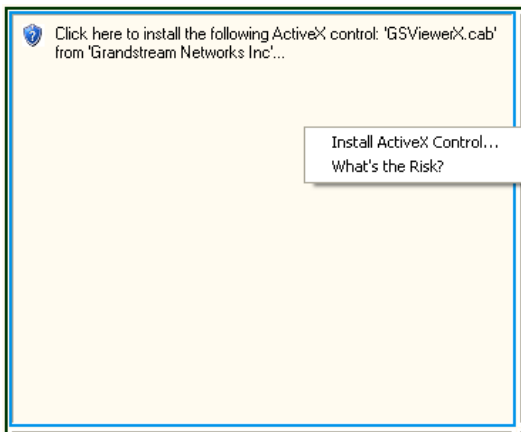 Click here to install the following ActiveX control: 'GSViewerX.cab'
from 'Grandstream Networks Inc'...
Install ActiveX Control...
What's the Risk?